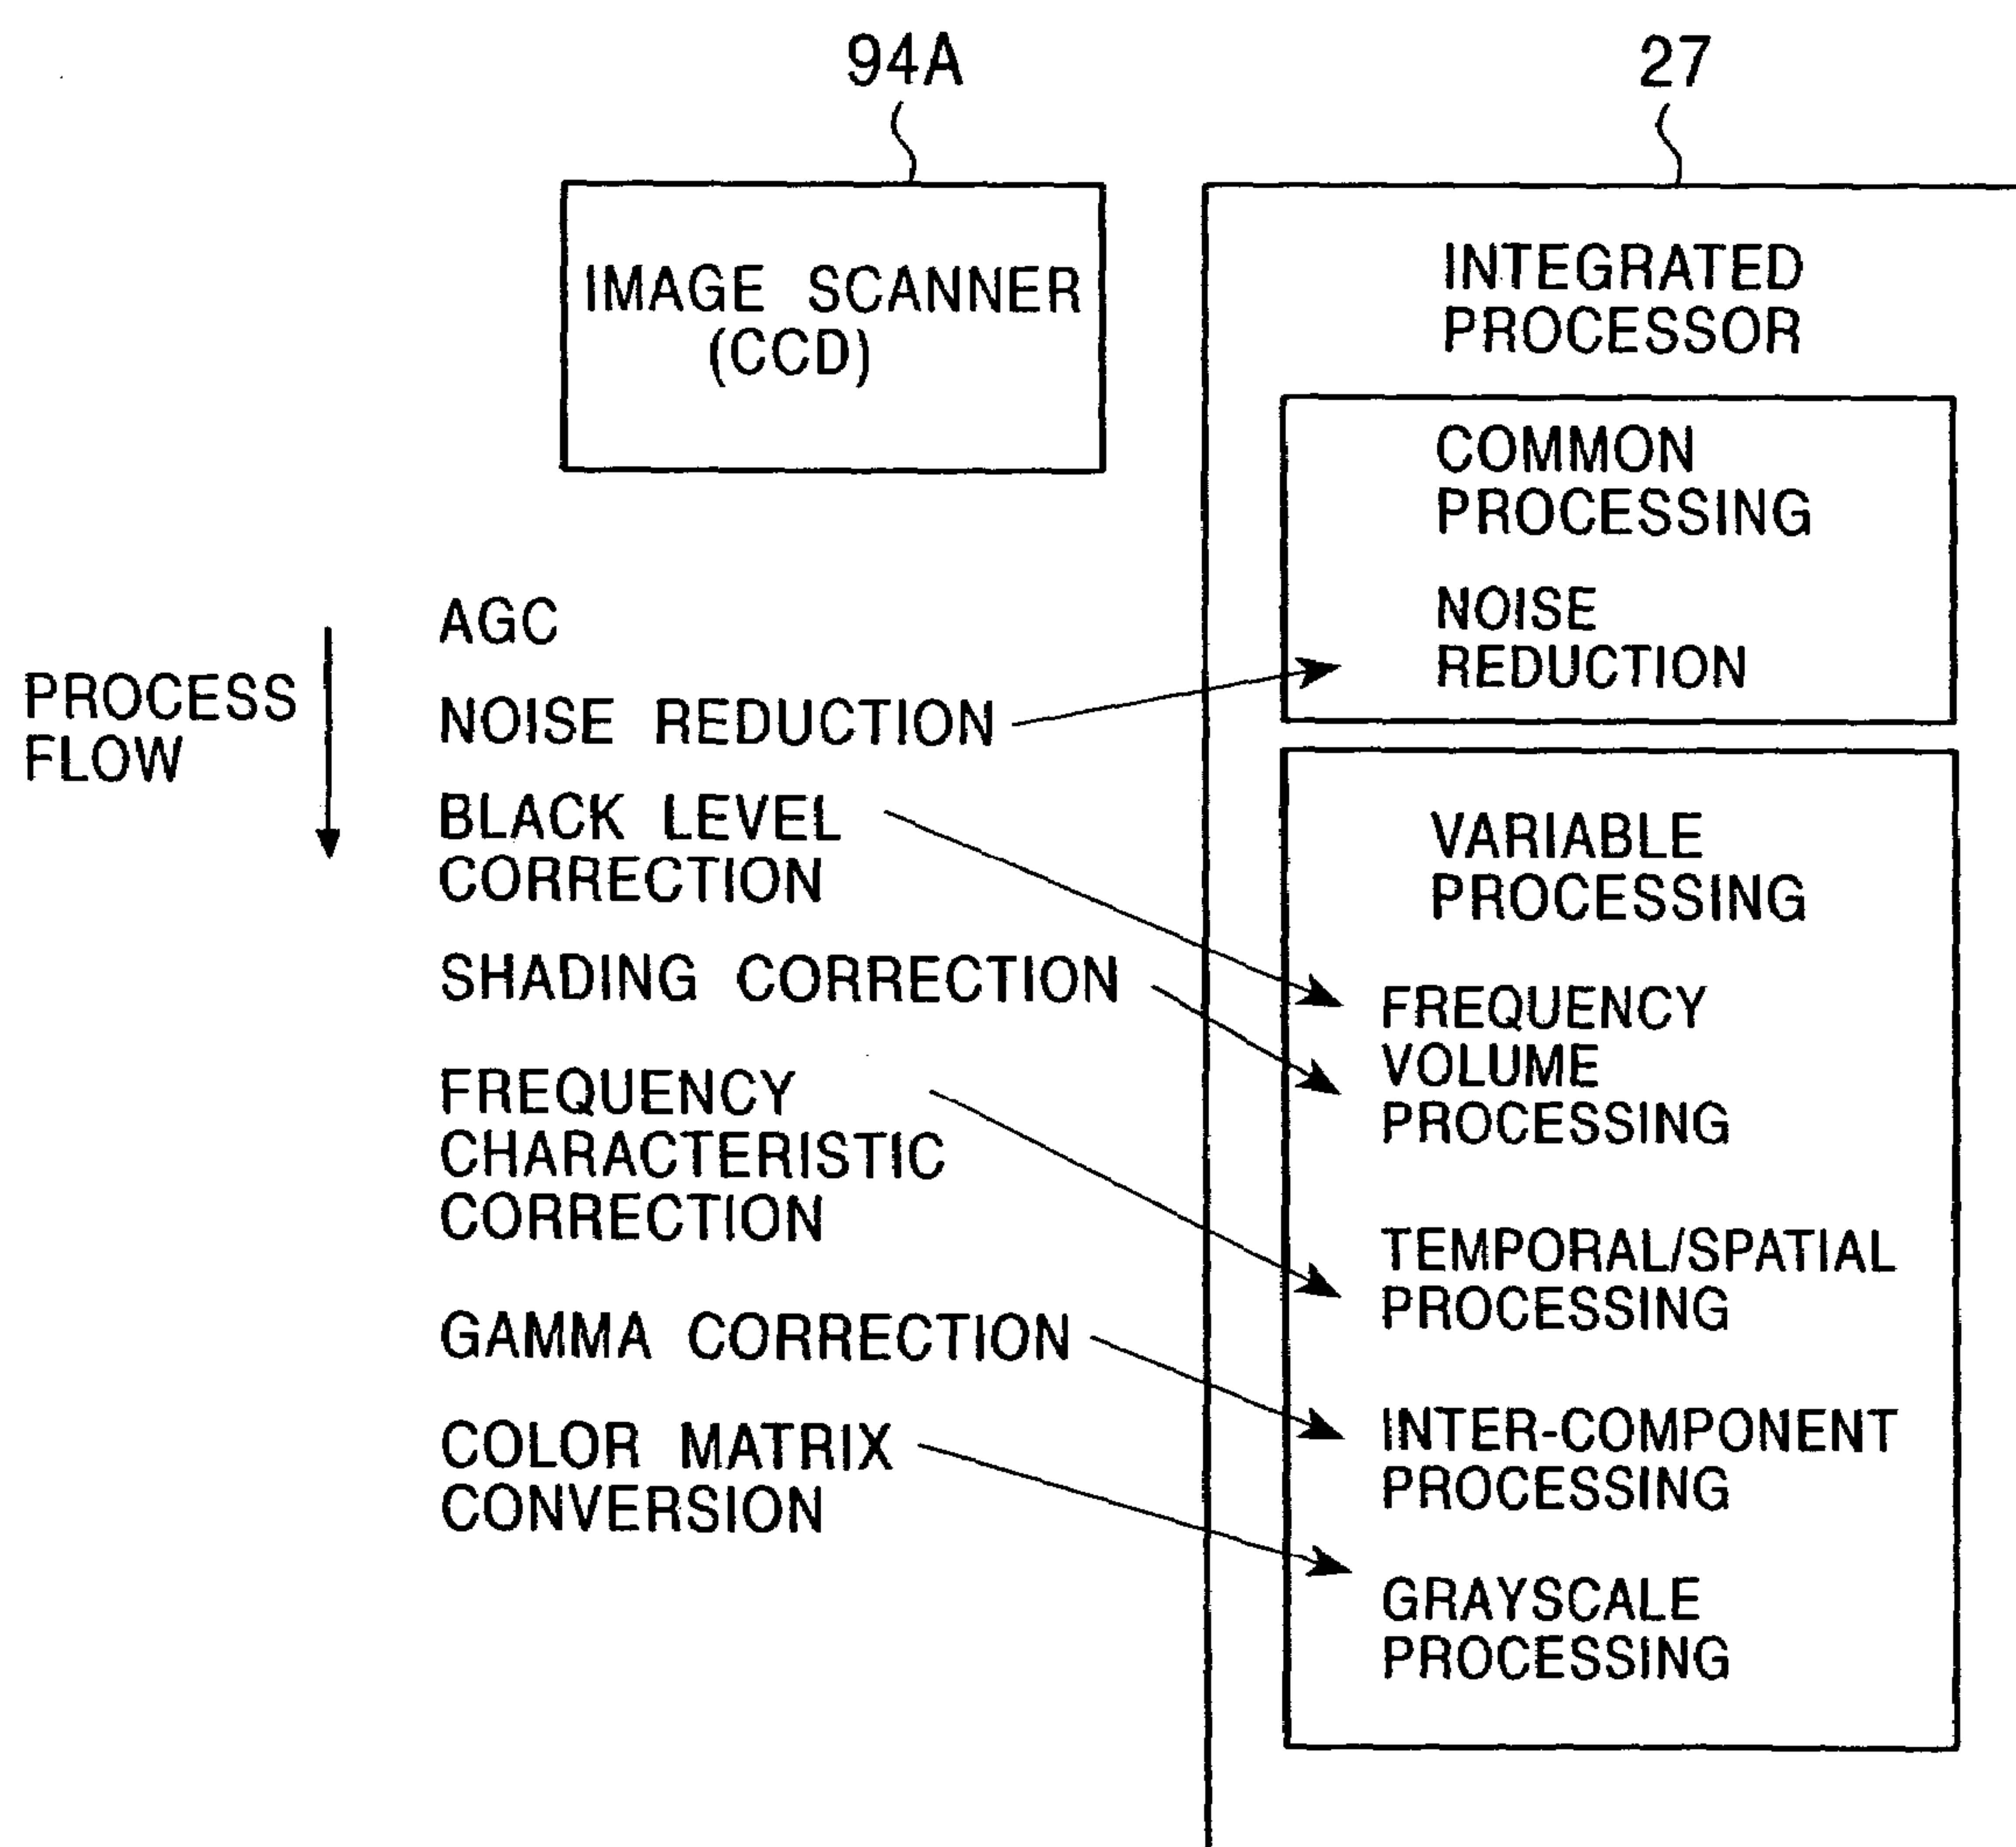 94A
27
IMAGE SCANNER
(CCD)
INTEGRATED
PROCESSOR
COMMON
PROCESSING
NOISE
REDUCTION
PROCESS
FLOW
AGC
NOISE REDUCTION
BLACK LEVEL
CORRECTION
SHADING CORRECTION
FREQUENCY
CHARACTERISTIC
CORRECTION
GAMMA CORRECTION
COLOR MATRIX
CONVERSION
VARIABLE
PROCESSING
FREQUENCY
VOLUME
PROCESSING
TEMPORAL/SPATIAL
PROCESSING
INTER-COMPONENT
PROCESSING
GRAYSCALE
PROCESSING